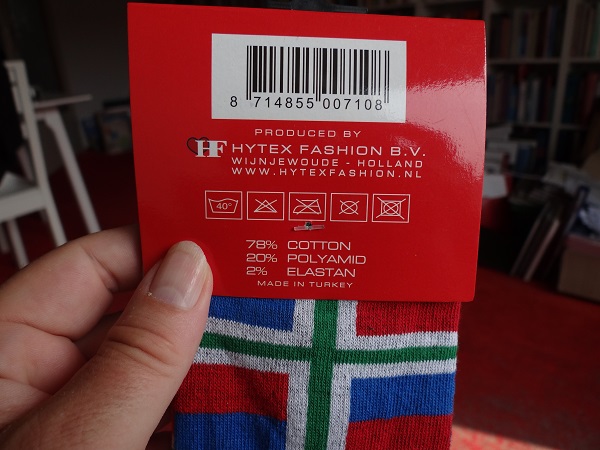 8 714855 007108
PRODUCED BY
HF HYTEX FASHION B.V.
WIJNJEWOUDE - HOLLAND
WWW.HYTEXFASHION.NL
40°
78% COTTON
20% POLYAMID
2% ELASTAN
MADE IN TURKEY